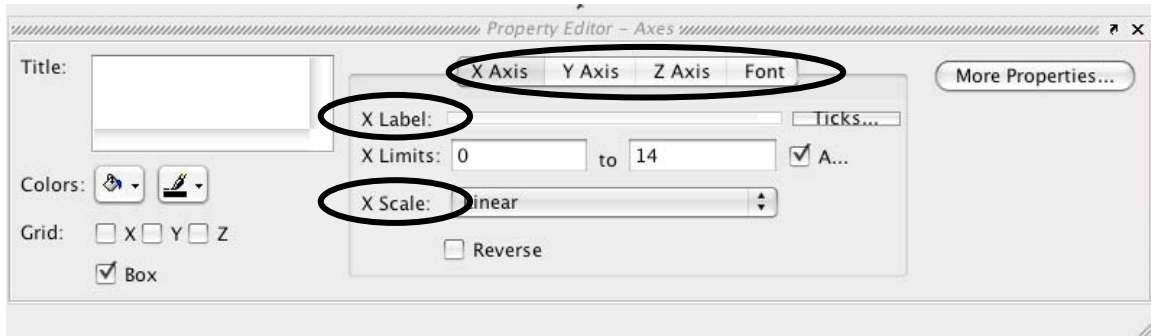 Property Editor - Axes
Title:
X Axis Y Axis Z Axis Font
More Properties...
X Label: Ticks...
X Limits: 0 to 14 A...
Colors:
X Scale: Linear
Grid: X Y Z
Reverse
Box